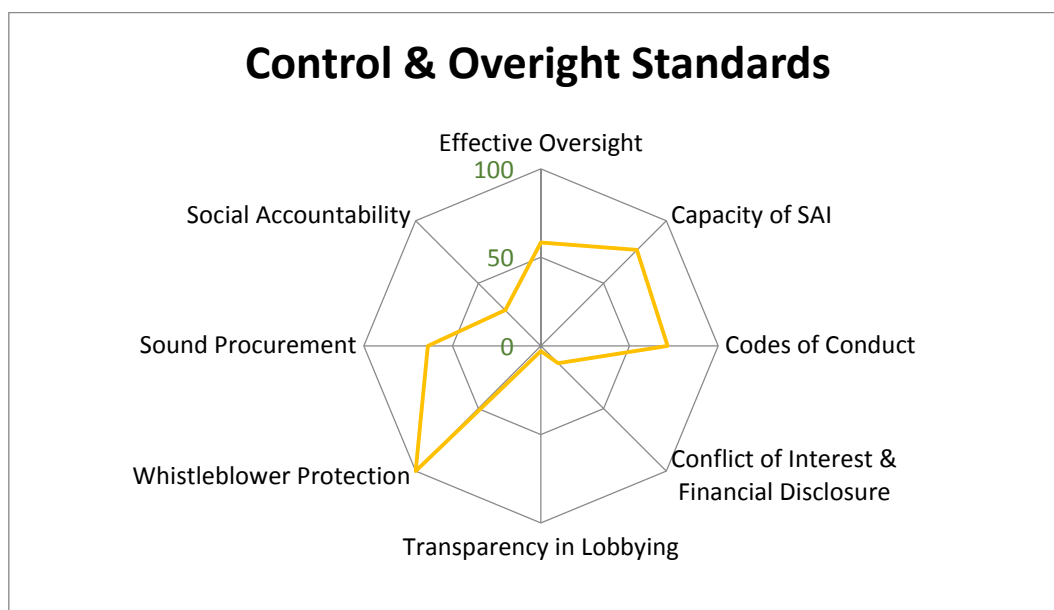 Control & Overight Standards
Effective Oversight
100
Social Accountability
Capacity of SAI
50
Sound Procurement
0
Codes of Conduct
Whistleblower Protection
Conflict of Interest &
Financial Disclosure
Transparency in Lobbying